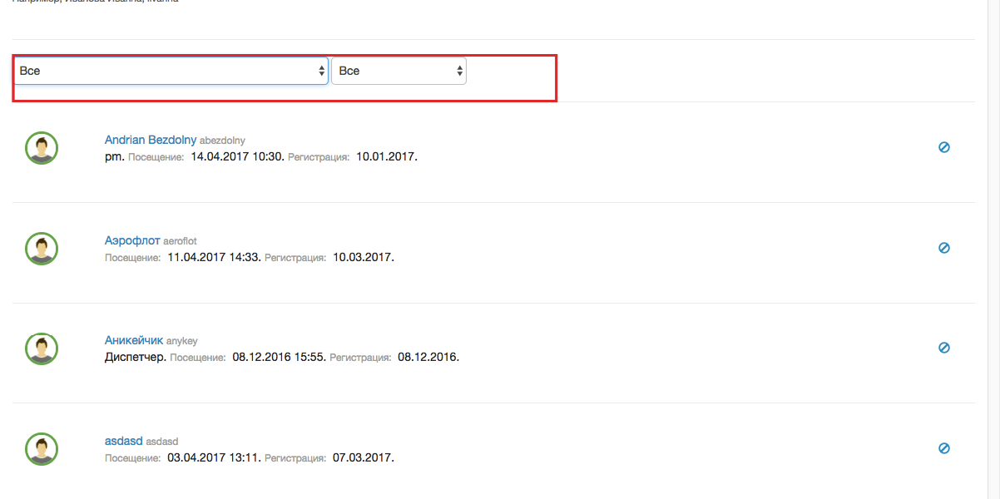 Например, Иванова Иванна, iivanna
Все Все
Andrian Bezdolny abezdolny
pm. Посещение: 14.04.2017 10:30. Регистрация: 10.01.2017.
Аэрофлот aeroflot
Посещение: 11.04.2017 14:33. Регистрация: 10.03.2017.
Аникейчик anykey
Диспетчер. Посещение: 08.12.2016 15:55. Регистрация: 08.12.2016.
asdasd asdasd
Посещение: 03.04.2017 13:11. Регистрация: 07.03.2017.